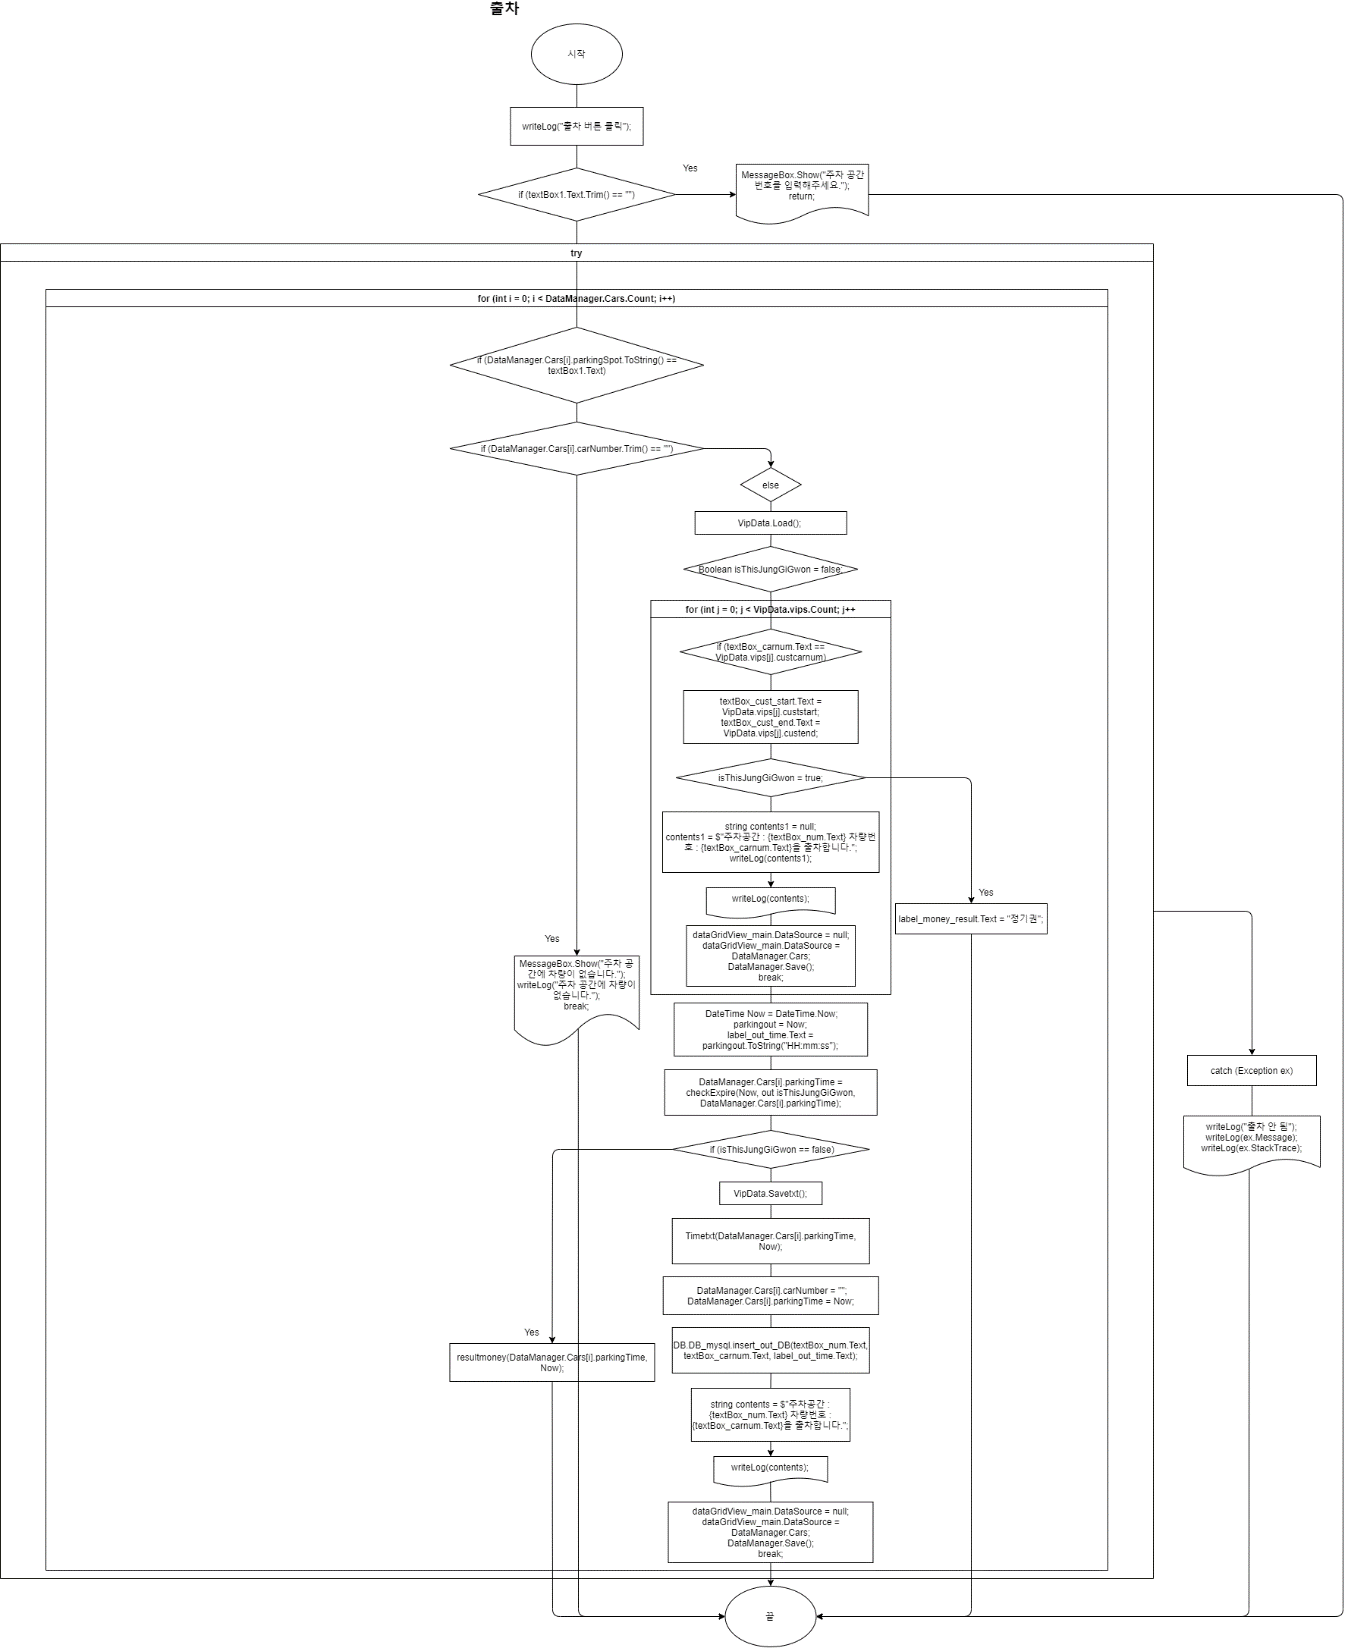 출차
시작
writeLog("출차 버튼 클릭");
Yes
if (textBox1.Text.Trim() == "")
MessageBox.Show("주차 공간
번호를 입력해주세요.");
return;
try
for (int i = 0; i < DataManager.Cars.Count; i++)
if (DataManager.Cars[i].parkingSpot.ToString() ==
textBox1.Text)
if (DataManager.Cars[i].carNumber.Trim() == "")
else
VipData.Load();
Boolean isThisJungGiGwon = false;
for (int j = 0; j < VipData.vips.Count; j++
if (textBox_carnum.Text ==
VipData.vips[j].custcarnum)
textBox_cust_start.Text =
VipData.vips[j].custstart;
textBox_cust_end.Text =
VipData.vips[j].custend;
isThisJungGiGwon = true;
string contents1 = null;
contents1 = $"주차공간 : {textBox_num.Text} 차량번
호 : {textBox_carnum.Text}을 출차합니다.";
writeLog(contents1);
Yes
writeLog(contents);
label_money_result.Text = "정기권";
dataGridView_main.DataSource = null;
dataGridView_main.DataSource =
DataManager.Cars;
DataManager.Save();
break;
Yes
MessageBox.Show("주차 공
간에 차량이 없습니다.");
writeLog("주차 공간에 차량이
없습니다.");
break;
DateTime Now = DateTime.Now;
parkingout = Now;
label_out_time.Text =
parkingout.ToString("HH:mm:ss");
catch (Exception ex)
DataManager.Cars[i].parkingTime =
checkExpire(Now, out isThisJungGiGwon,
DataManager.Cars[i].parkingTime);
writeLog("출차 안 됨");
writeLog(ex.Message);
writeLog(ex.StackTrace);
if (isThisJungGiGwon == false)
VipData.Savetxt();
Timetxt(DataManager.Cars[i].parkingTime,
Now);
DataManager.Cars[i].carNumber = "";
DataManager.Cars[i].parkingTime = Now;
Yes
resultmoney(DataManager.Cars[i].parkingTime,
Now);
DB.DB_mysql.insert_out_DB(textBox_num.Text,
textBox_carnum.Text, label_out_time.Text);
string contents = $"주차공간 :
{textBox_num.Text} 차량번호 :
{textBox_carnum.Text}을 출차합니다.";
writeLog(contents);
dataGridView_main.DataSource = null;
dataGridView_main.DataSource =
DataManager.Cars;
DataManager.Save();
break;
끝